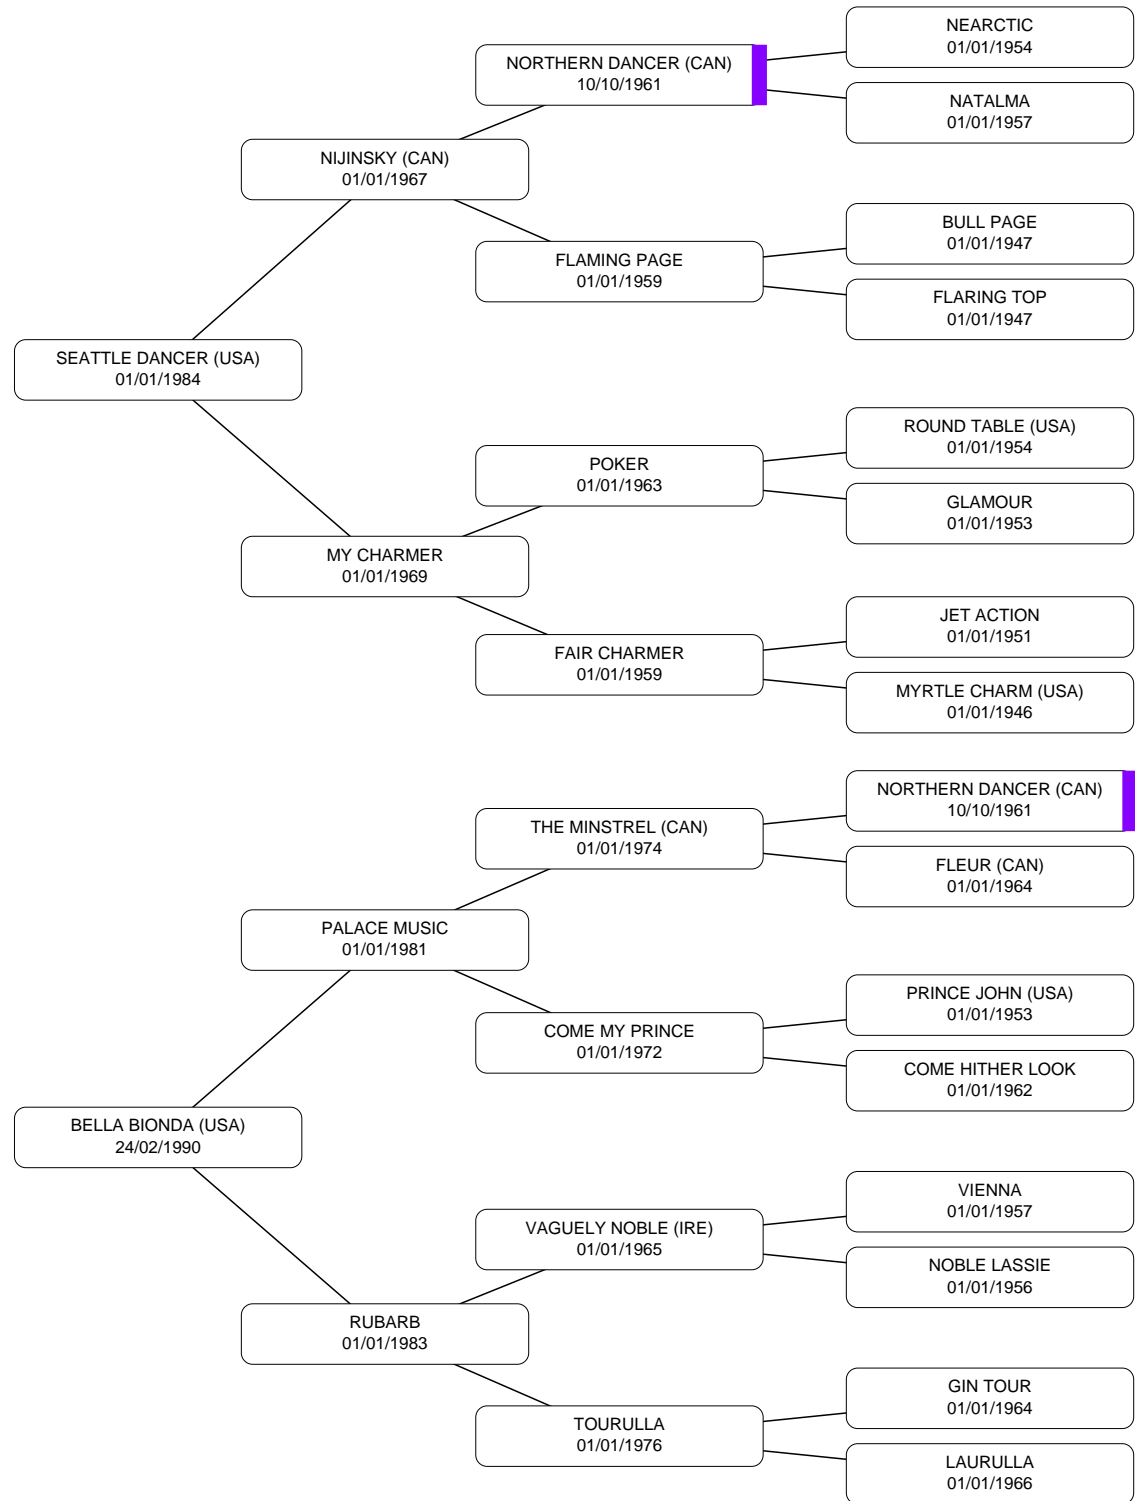 NEARCTIC
01/01/1954
NORTHERN DANCER (CAN)
10/10/1961
NATALMA
01/01/1957
NIJINSKY (CAN)
01/01/1967
BULL PAGE
01/01/1947
FLAMING PAGE
01/01/1959
FLARING TOP
01/01/1947
SEATTLE DANCER (USA)
01/01/1984
ROUND TABLE (USA)
01/01/1954
POKER
01/01/1963
GLAMOUR
01/01/1953
MY CHARMER
01/01/1969
JET ACTION
01/01/1951
FAIR CHARMER
01/01/1959
MYRTLE CHARM (USA)
01/01/1946
NORTHERN DANCER (CAN)
10/10/1961
THE MINSTREL (CAN)
01/01/1974
FLEUR (CAN)
01/01/1964
PALACE MUSIC
01/01/1981
PRINCE JOHN (USA)
01/01/1953
COME MY PRINCE
01/01/1972
COME HITHER LOOK
01/01/1962
BELLA BIONDA (USA)
24/02/1990
VIENNA
01/01/1957
VAGUELY NOBLE (IRE)
01/01/1965
NOBLE LASSIE
01/01/1956
RUBARB
01/01/1983
GIN TOUR
01/01/1964
TOURULLA
01/01/1976
LAURULLA
01/01/1966